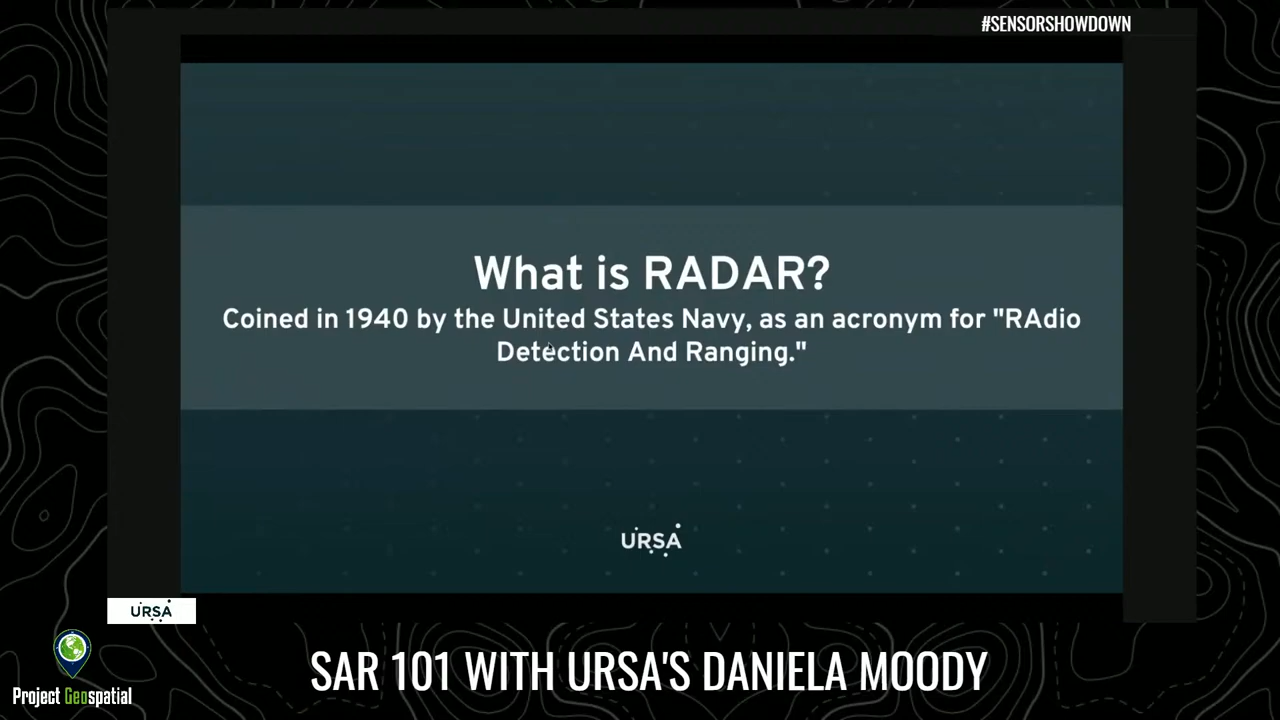 #SENSORSHOWDOWN
What is RADAR?
Coined in 1940 by the United States Navy, as an acronym for "RAdio
Detection And Ranging."
URSA
URSA
SAR 101 WITH URSA'S DANIELA MOODY
Project Geospatial